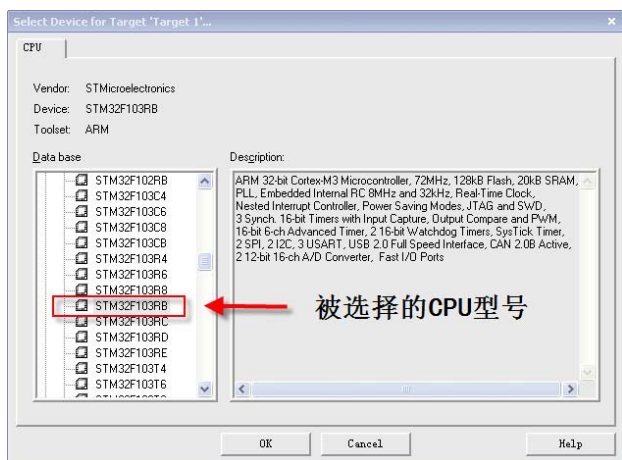 Select Device for Target 'Target 1'...
CPU
Vendor: STMicroelectronics
Device: STM32F103RB
Toolset: ARM
Data base
Description:
STM32F102RB
STM32F103C4
STM32F103C6
STM32F103C8
STM32F103CB
STM32F103R4
STM32F103R6
STM32F103R8
STM32F103RB
STM32F103RC
STM32F103RD
STM32F103RE
STM32F103T4
STM32F103T6
ARM 32-bit Cortex-M3 Microcontroller, 72MHz, 128kB Flash, 20kB SRAM,
PLL, Embedded Internal RC 8MHz and 32kHz, Real-Time Clock,
Nested Interrupt Controller, Power Saving Modes, JTAG and SWD,
3 Synch. 16-bit Timers with Input Capture, Output Compare and PWM,
16-bit 6-ch Advanced Timer, 2 16-bit Watchdog Timers, SysTick Timer,
2 SPI, 2 I2C, 3 USART, USB 2.0 Full Speed Interface, CAN 2.0B Active,
2 12-bit 16-ch A/D Converter, Fast I/O Ports
被选择的CPU型号
OK
Cancel
Help